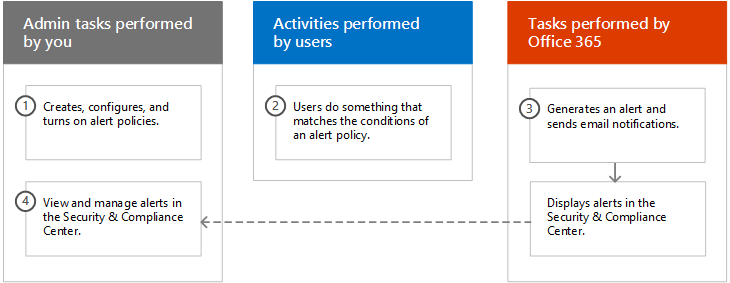 Admin tasks performed
by you
1
Creates, configures, and
turns on alert policies.
4
View and manage alerts in
the Security & Compliance
Center.
Activities performed
by users
2
Users do something that
matches the conditions of
an alert policy.
Tasks performed by
Office 365
3
Generates an alert and
sends email notifications.
Displays alerts in the
Security & Compliance
Center.